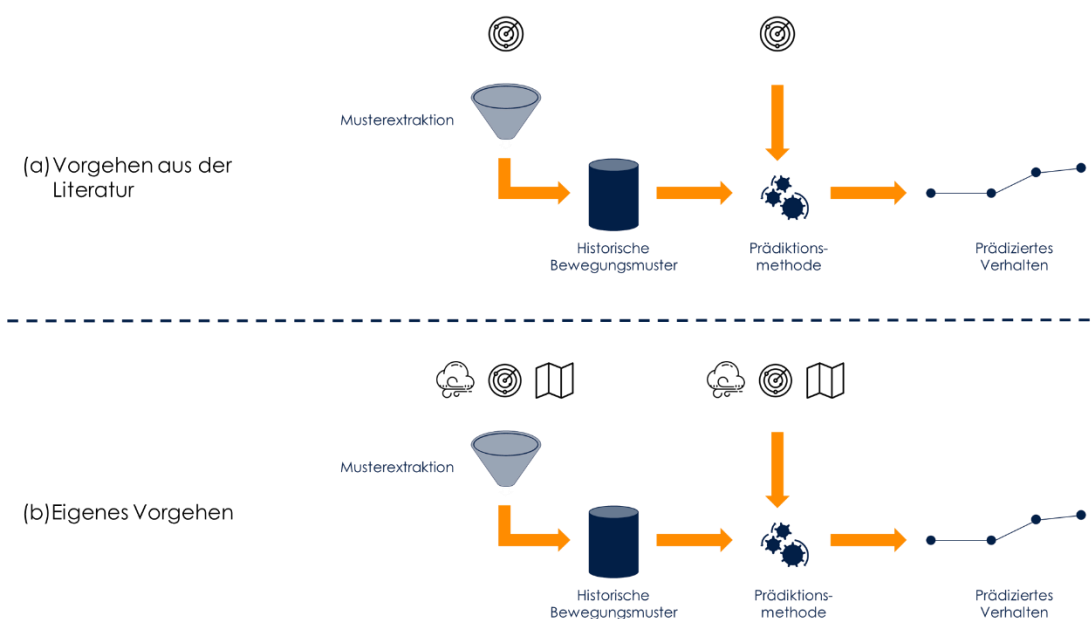 Musterextraktion
(a) Vorgehen aus der
Literatur
Historische
Bewegungsmuster
Prädiktions-
methode
Prädiziertes
Verhalten
Musterextraktion
(b) Eigenes Vorgehen
Historische
Bewegungsmuster
Prädiktions-
methode
Prädiziertes
Verhalten